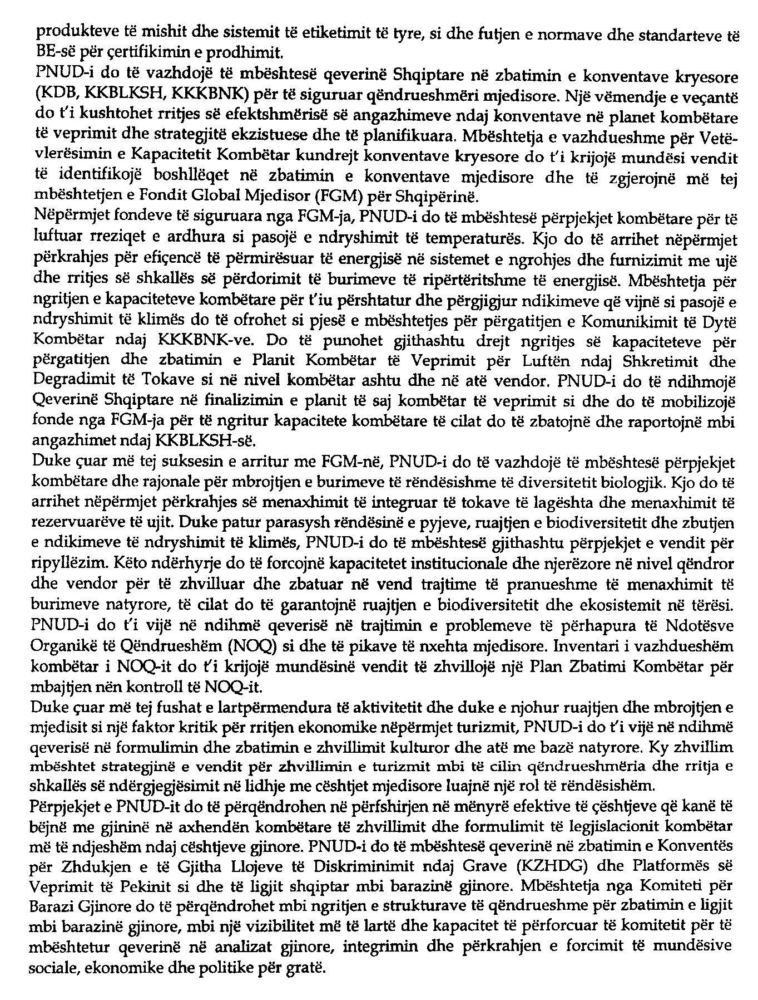 produkteve të mishit dhe sistemit të etiketimit të tyre, si dhe futjen e normave dhe standarteve të
BE-së për çertifikimin e prodhimit.
PNUD-i do të vazhdojë të mbështesë qeverinë Shqiptare në zbatimin e konventave kryesore
(KDB, KKBLKSH, KKKBNK) për të siguruar qëndrueshmëri mjedisore. Një vëmendje e veçantë
do t'i kushtohet rritjes së efektshmërisë së angazhimeve ndaj konventave në planet kombëtare
të veprimit dhe strategjitë ekzistuese dhe të planifikuara. Mbështetja e vazhdueshme për Vetë-
vlerësimin e Kapacitetit Kombëtar kundrejt konventave kryesore do t'i krijojë mundësi vendit
të identifikojë boshllëqet në zbatimin e konventave mjedisore dhe të zgjerojnë më tej
mbështetjen e Fondit Global Mjedisor (FGM) për Shqipërinë.
Nëpërmjet fondeve të siguruara nga FGM-ja, PNUD-i do të mbështesë përpjekjet kombëtare për të
luftuar rreziqet e ardhura si pasojë e ndryshimit të temperaturës. Kjo do të arrihet nëpërmjet
përkrahjes për efiçencë të përmirësuar të energjisë në sistemet e ngrohjes dhe furnizimit me ujë
dhe rritjes së shkallës së përdorimit të burimeve të ripërtëritshme të energjisë. Mbështetja për
ngritjen e kapaciteteve kombëtare për t'iu përshtatur dhe përgjigjur ndikimeve që vijnë si pasojë e
ndryshimit të klimës do të ofrohet si pjesë e mbështetjes për përgatitjen e Komunikimit të Dytë
Kombëtar ndaj KKKBNK-ve. Do të punohet gjithashtu drejt ngritjes së kapaciteteve për
përgatitjen dhe zbatimin e Planit Kombëtar të Veprimit për Luftën ndaj Shkretimit dhe
Degradimit të Tokave si në nivel kombëtar ashtu dhe në atë vendor. PNUD-i do të ndihmojë
Qeverinë Shqiptare në finalizimin e planit të saj kombëtar të veprimit si dhe do të mobilizojë
fonde nga FGM-ja për të ngritur kapacitete kombëtare të cilat do të zbatojnë dhe raportojnë mbi
angazhimet ndaj KKBLKSH-së.
Duke çuar më tej suksesin e arritur me FGM-në, PNUD-i do të vazhdojë të mbështesë përpjekjet
kombëtare dhe rajonale për mbrojtjen e burimeve të rëndësishme të diversitetit biologjik. Kjo do të
arrihet nëpërmjet përkrahjes së menaxhimit të integruar të tokave të lagështa dhe menaxhimit të
rezervuarëve të ujit. Duke patur parasysh rëndësinë e pyjeve, ruajtjen e biodiversitetit dhe zbutjen
e ndikimeve të ndryshimit të klimës, PNUD-i do të mbështesë gjithashtu përpjekjet e vendit për
ripyllëzim. Këto ndërhyrje do të forcojnë kapacitetet institucionale dhe njerëzore në nivel qëndror
dhe vendor për të zhvilluar dhe zbatuar në vend trajtime të pranueshme të menaxhimit të
burimeve natyrore, të cilat do të garantojnë ruajtjen e biodiversitetit dhe ekosistemit në tërësi.
PNUD-i do t'i vijë në ndihmë qeverisë në trajtimin e problemeve të përhapura të Ndotësve
Organikë të Qëndrueshëm (NOQ) si dhe të pikave të nxehta mjedisore. Inventari i vazhdueshëm
kombëtar i NOQ-it do t'i krijojë mundësinë vendit të zhvillojë një Plan Zbatimi Kombëtar për
mbajtjen nën kontroll të NOQ-it.
Duke çuar më tej fushat e lartpërmendura të aktivitetit dhe duke e njohur ruajtjen dhe mbrojtjen e
mjedisit si një faktor kritik për rritjen ekonomike nëpërmjet turizmit, PNUD-i do t'i vijë në ndihmë
qeverisë në formulimin dhe zbatimin e zhvillimit kulturor dhe atë me bazë natyrore. Ky zhvillim
mbështet strategjinë e vendit për zhvillimin e turizmit mbi të cilin qëndrueshmëria dhe rritja e
shkallës së ndërgjegjësimit në lidhje me cështjet mjedisore luajnë një rol të rëndësishëm.
Përpjekjet e PNUD-it do të përqëndrohen në përfshirjen në mënyrë efektive të çështjeve që kanë të
bëjnë me gjininë në axhendën kombëtare të zhvillimit dhe formulimit të legjislacionit kombëtar
më të ndjeshëm ndaj cështjeve gjinore. PNUD-i do të mbështesë qeverinë në zbatimin e Konventës
për Zhdukjen e të Gjitha Llojeve të Diskriminimit ndaj Grave (KZHDG) dhe Platformës së
Veprimit të Pekinit si dhe të ligjit shqiptar mbi barazinë gjinore. Mbështetja nga Komiteti për
Barazi Gjinore do të përqëndrohet mbi ngritjen e strukturave të qëndrueshme për zbatimin e ligjit
mbi barazinë gjinore, mbi një vizibilitet më të lartë dhe kapacitet të përforcuar të komitetit për të
mbështetur qeverinë në analizat gjinore, integrimin dhe përkrahjen e forcimit të mundësive
sociale, ekonomike dhe politike për gratë.